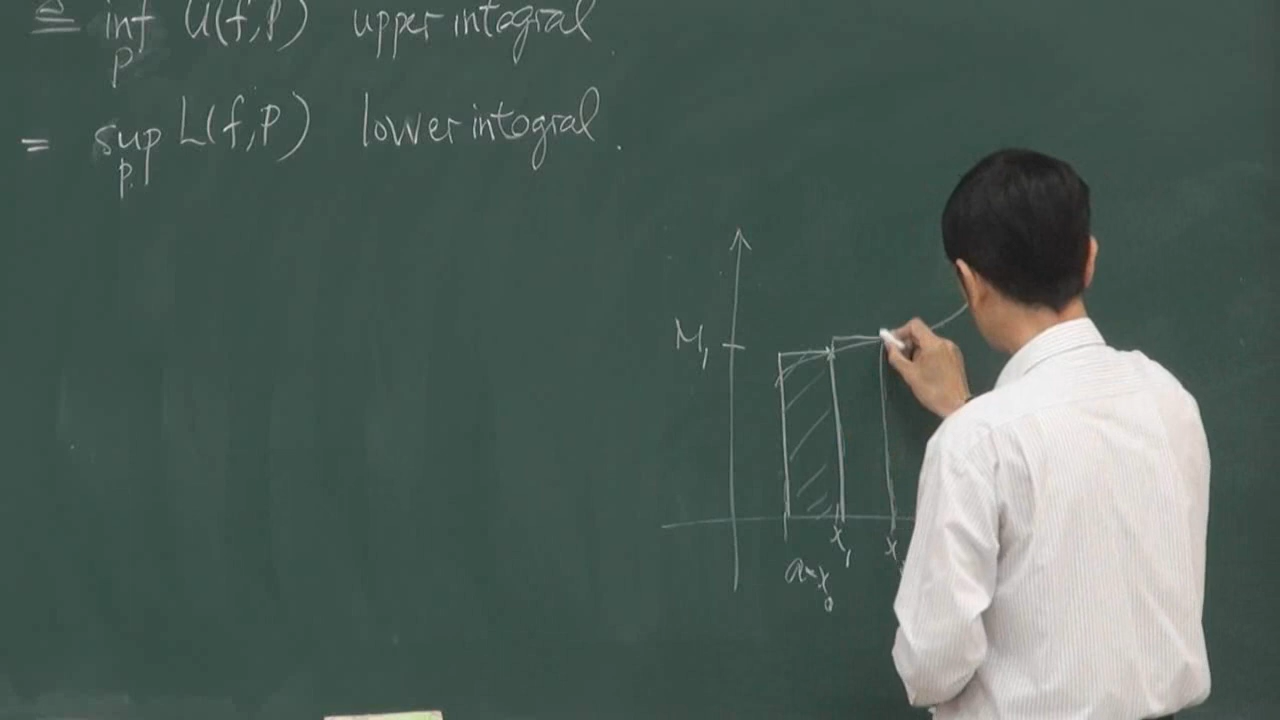 ≙ inf U(f,P) upper integral.
P
= sup L(f,P) lower integral.
P
M₁
x₁
x
a=x₀